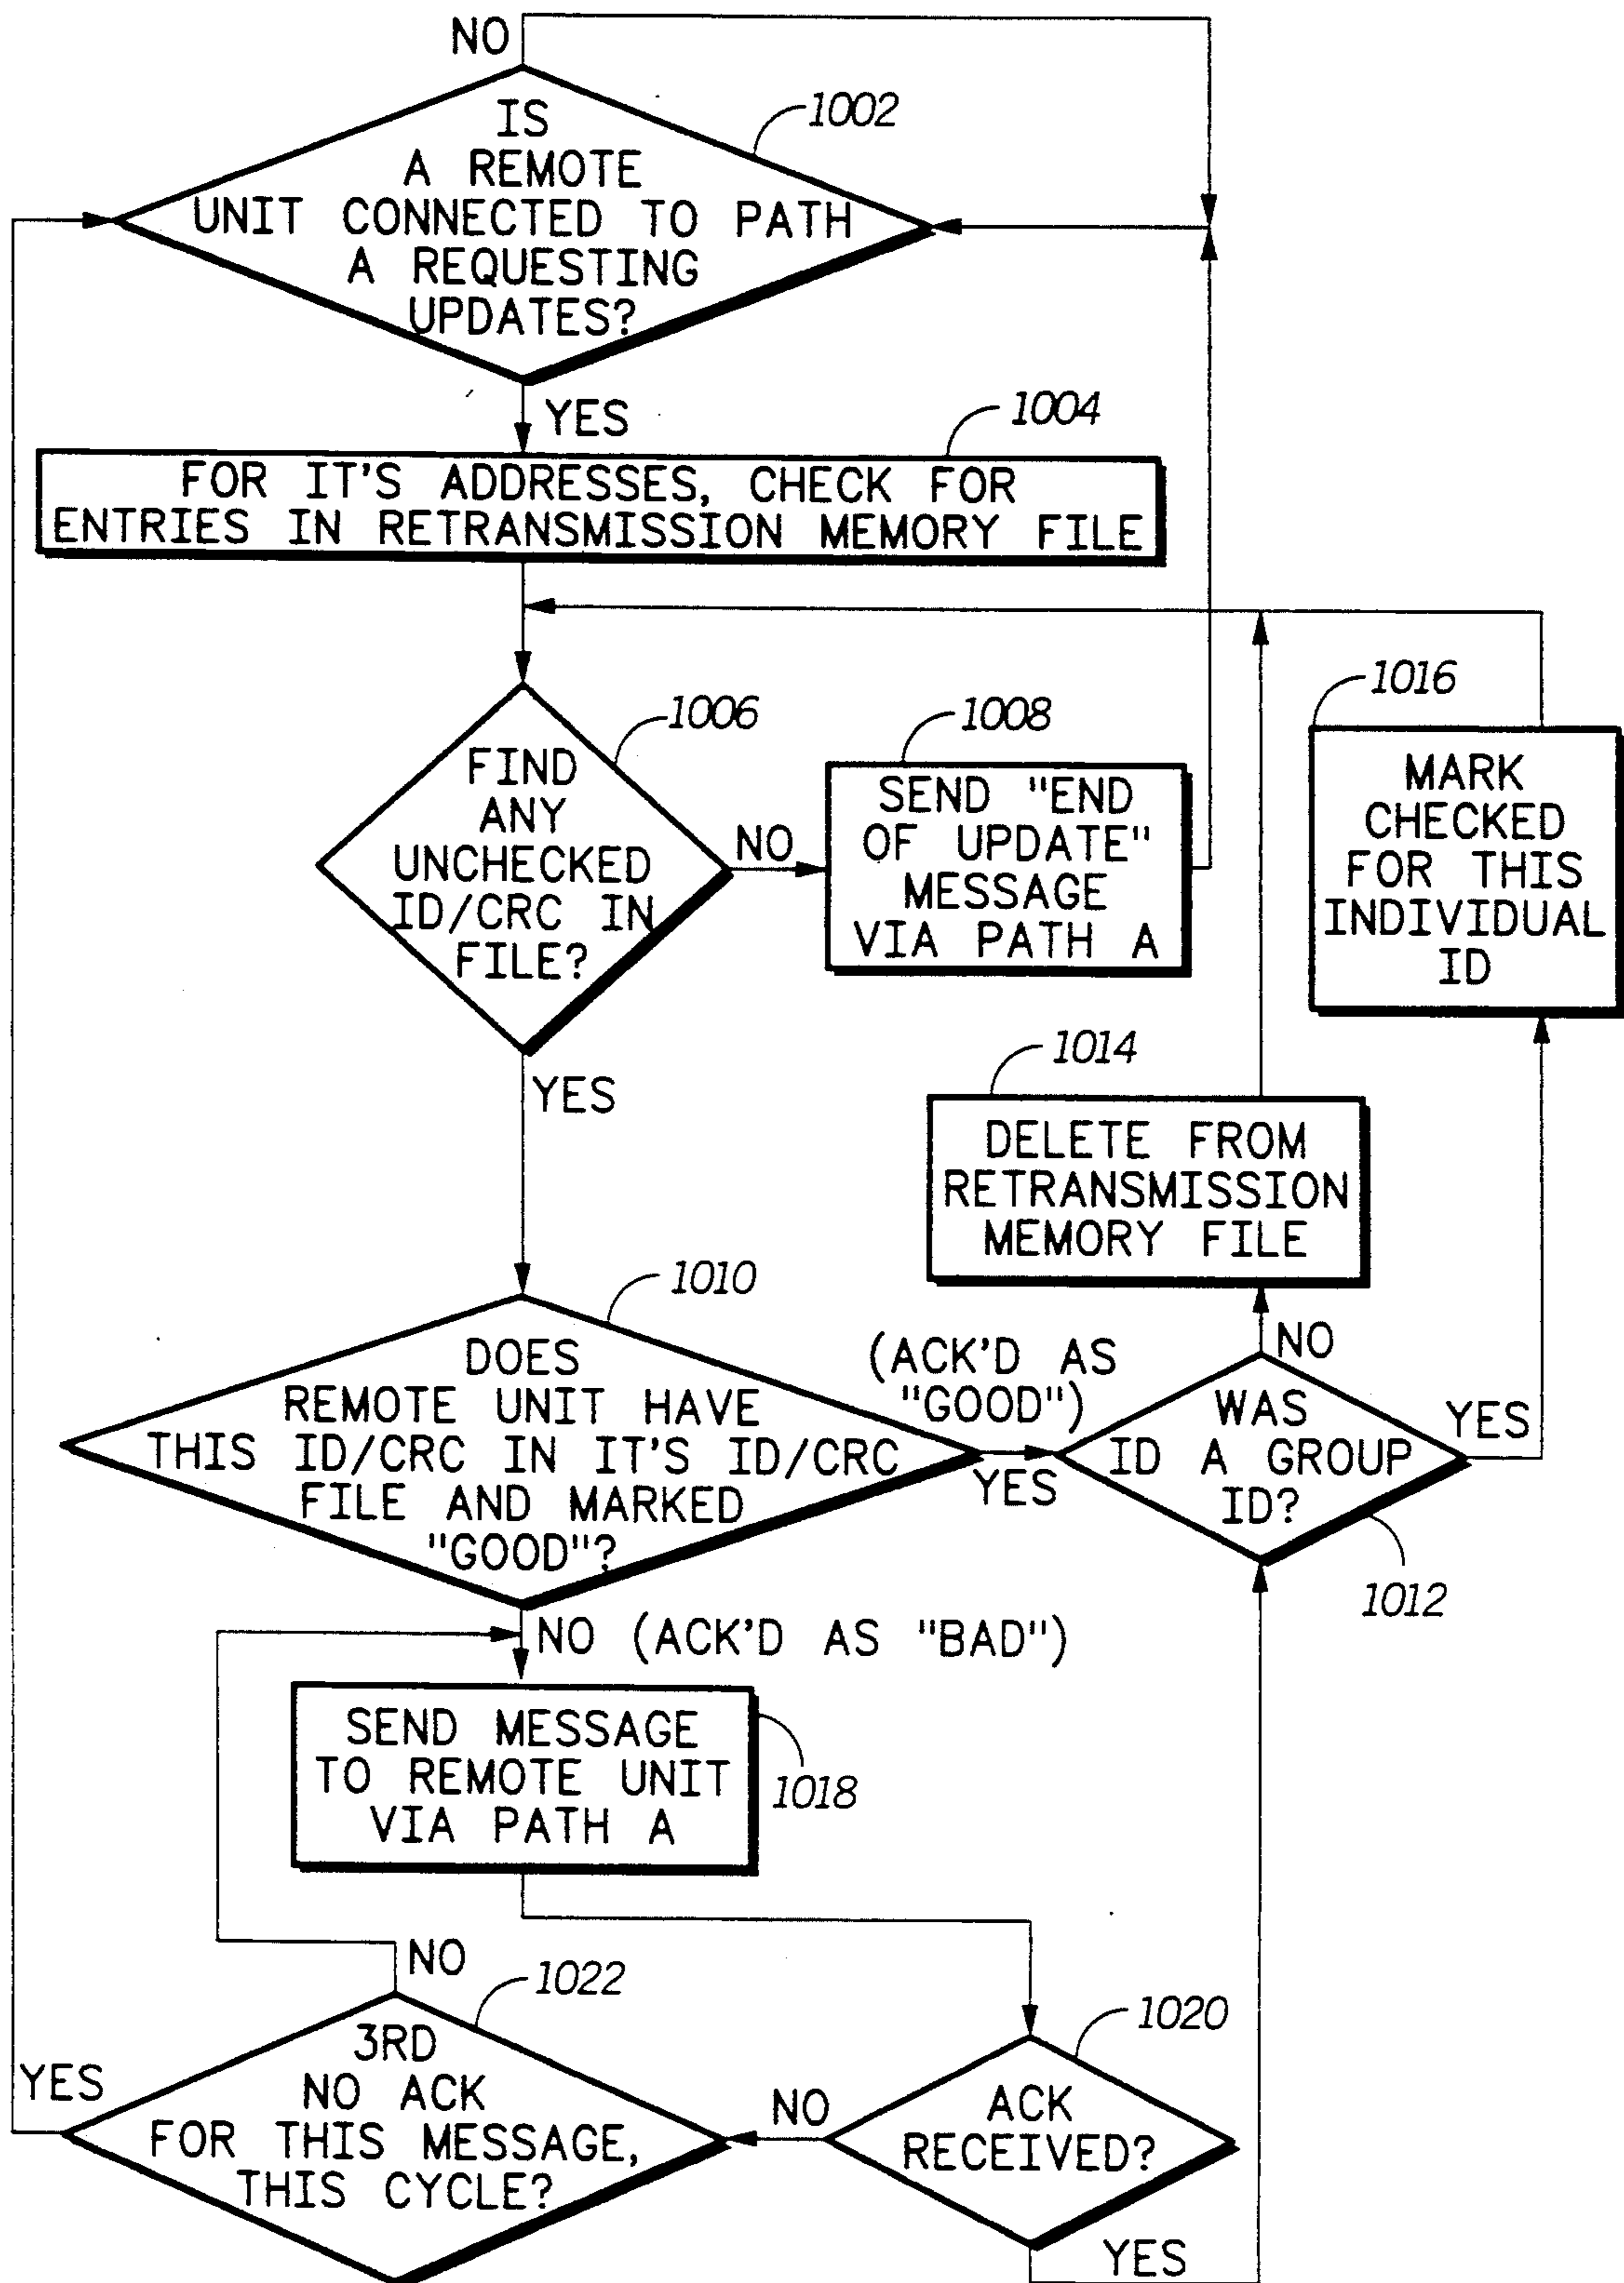 NO
1002
IS
A REMOTE
UNIT CONNECTED TO PATH
A REQUESTING
UPDATES?
YES
1004
FOR IT'S ADDRESSES, CHECK FOR
ENTRIES IN RETRANSMISSION MEMORY FILE
1006
FIND
ANY
UNCHECKED
ID/CRC IN
FILE?
NO
1008
SEND "END
OF UPDATE"
MESSAGE
VIA PATH A
1016
MARK
CHECKED
FOR THIS
INDIVIDUAL
ID
YES
1014
DELETE FROM
RETRANSMISSION
MEMORY FILE
NO
1010
DOES
REMOTE UNIT HAVE
THIS ID/CRC IN IT'S ID/CRC
FILE AND MARKED
"GOOD"?
(ACK'D AS
"GOOD")
YES
WAS
ID A GROUP
ID?
YES
1012
NO (ACK'D AS "BAD")
SEND MESSAGE
TO REMOTE UNIT
VIA PATH A
1018
NO
1022
3RD
NO ACK
FOR THIS MESSAGE,
THIS CYCLE?
YES
NO
1020
ACK
RECEIVED?
YES